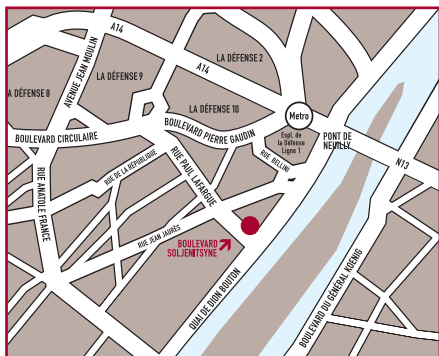 A14
LA DÉFENSE 2
AVENUE JEAN MOULIN
LA DÉFENSE 9
A14
LA DÉFENSE 8
LA DÉFENSE 10
Metro
BOULEVARD CIRCULAIRE
BOULEVARD PIERRE GAUDIN
Espl. de
la Défense
Ligne 1
PONT DE
NEUILLY
N13
RUE BELLINI
RUE DE LA RÉPUBLIQUE
RUE PAUL LAFARGUE
RUE ANATOLE FRANCE
RUE JEAN JAURÈS
BOULEVARD
SOLJENITSYNE
QUAI DE DION BOUTON
BOULEVARD DU GÉNÉRAL KOENIG